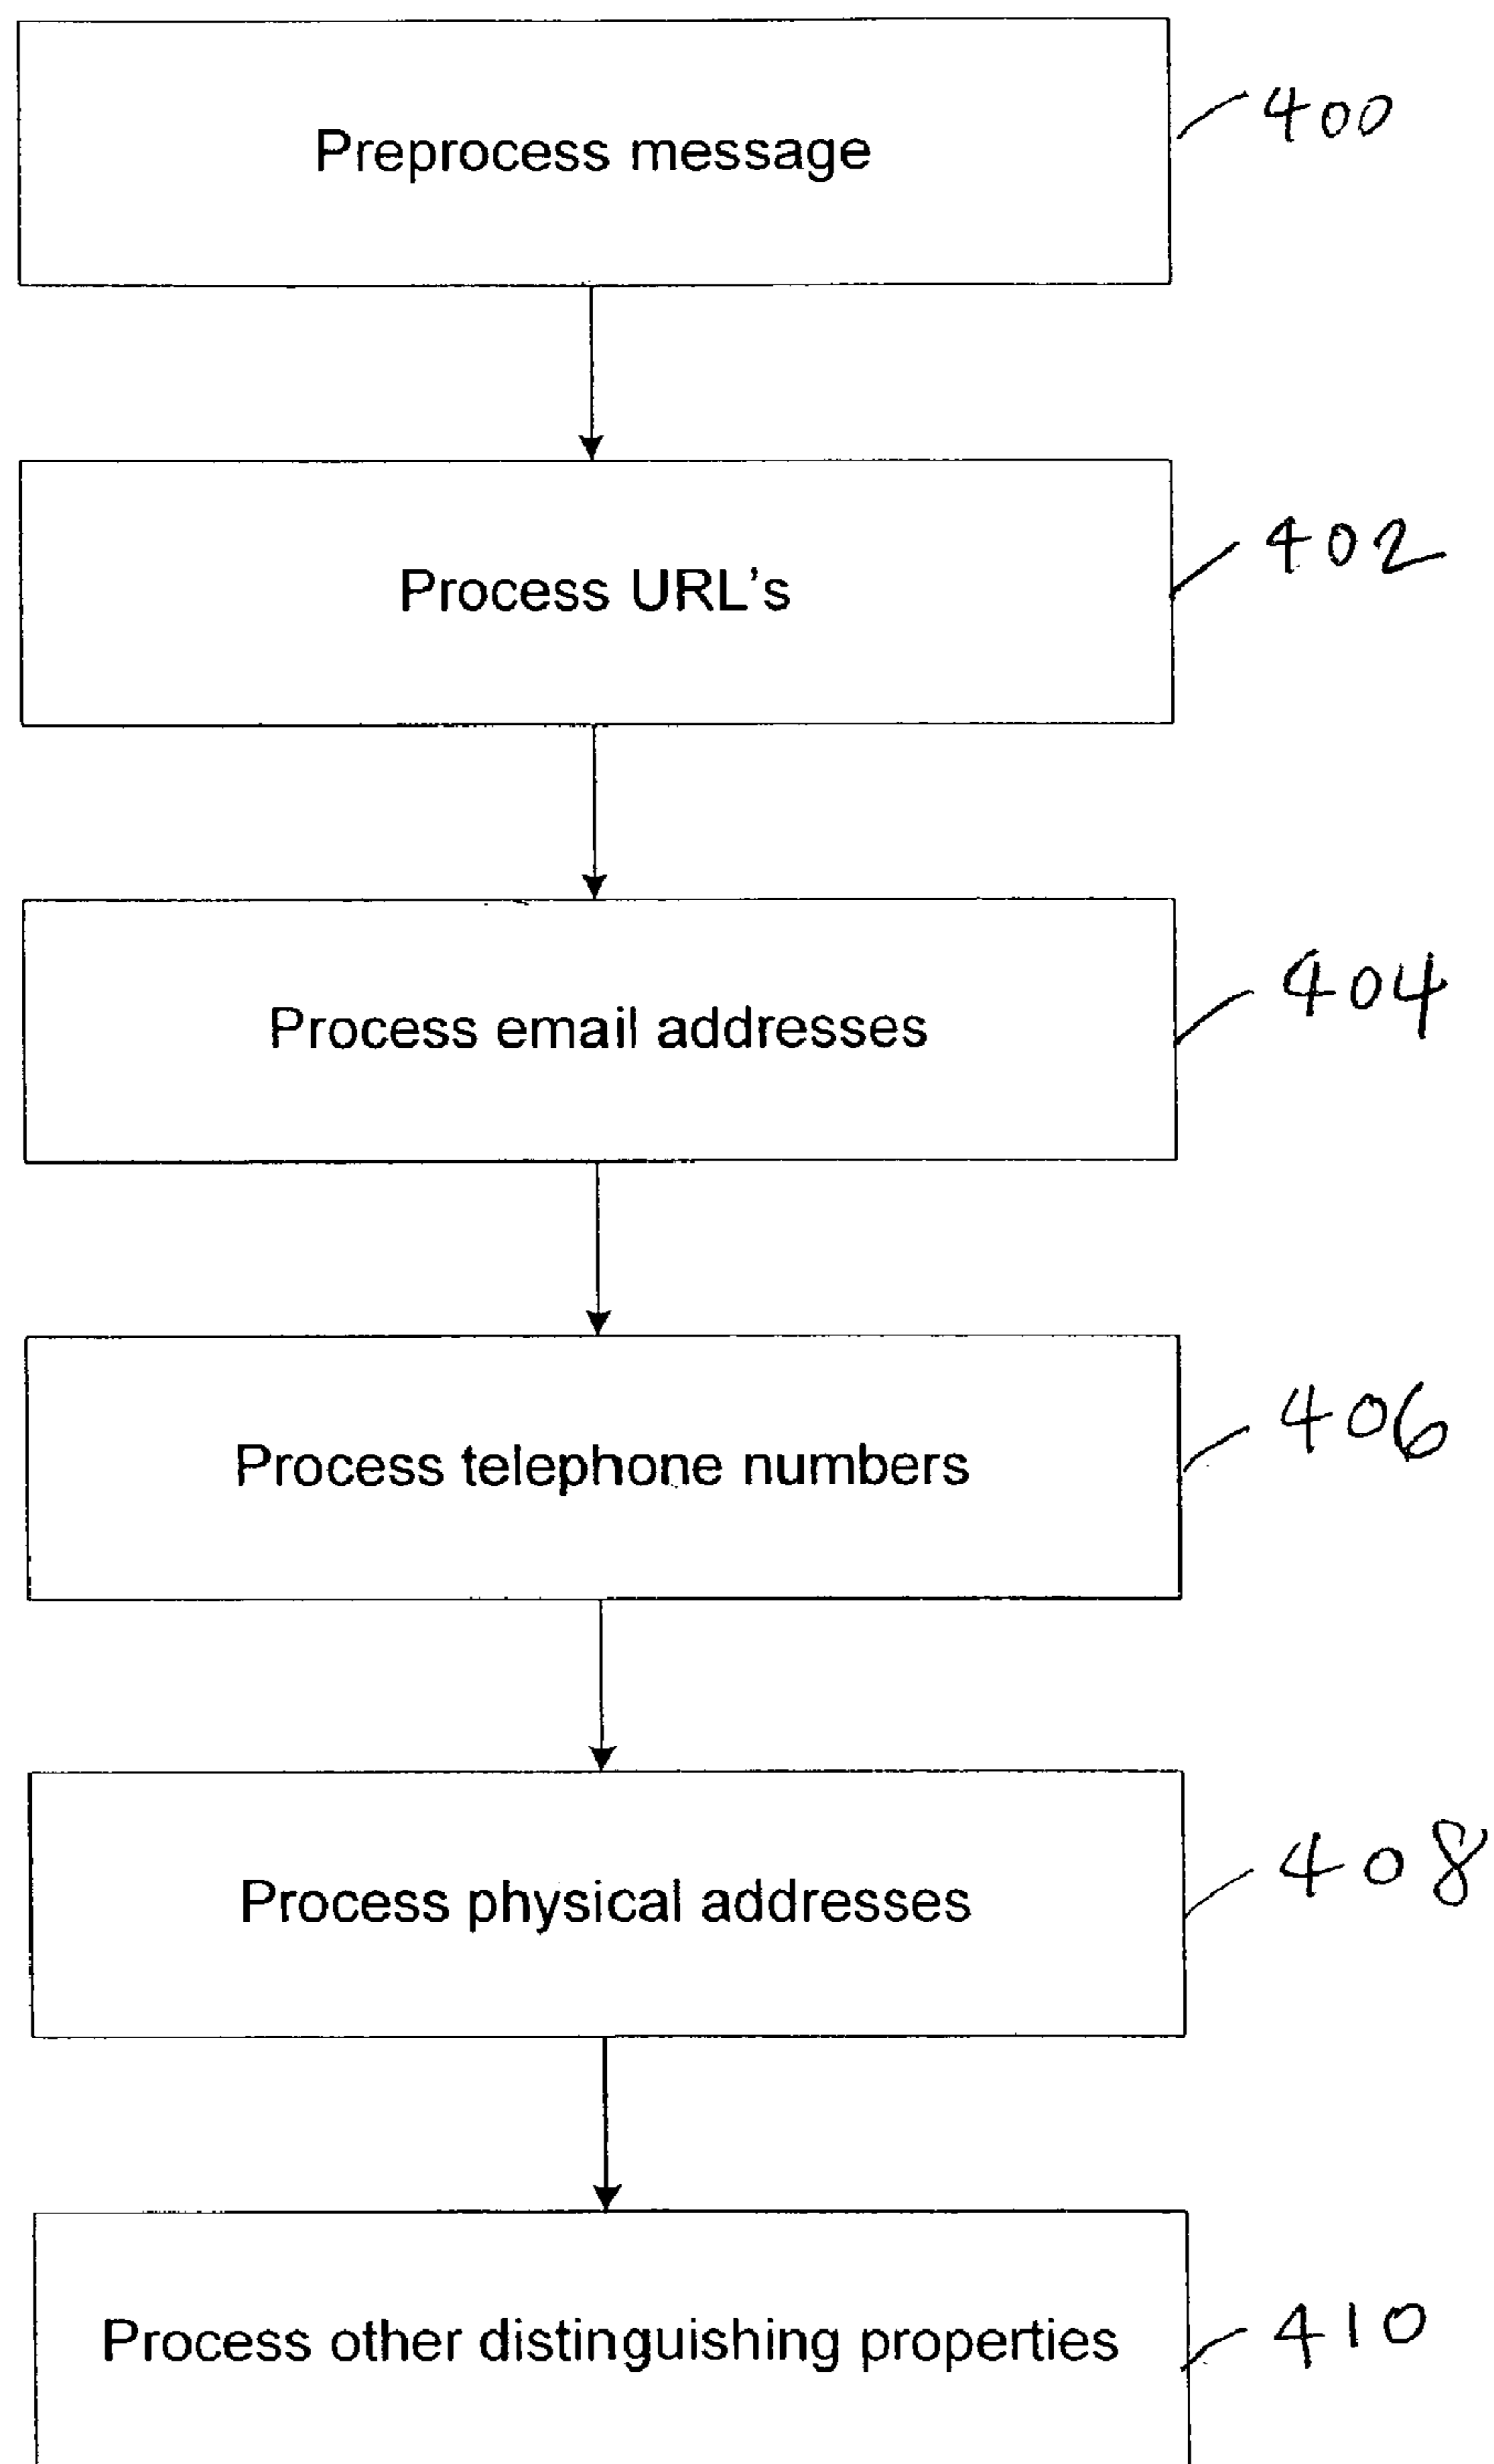 Preprocess message
400
Process URL's
402
Process email addresses
404
Process telephone numbers
406
Process physical addresses
408
Process other distinguishing properties
410